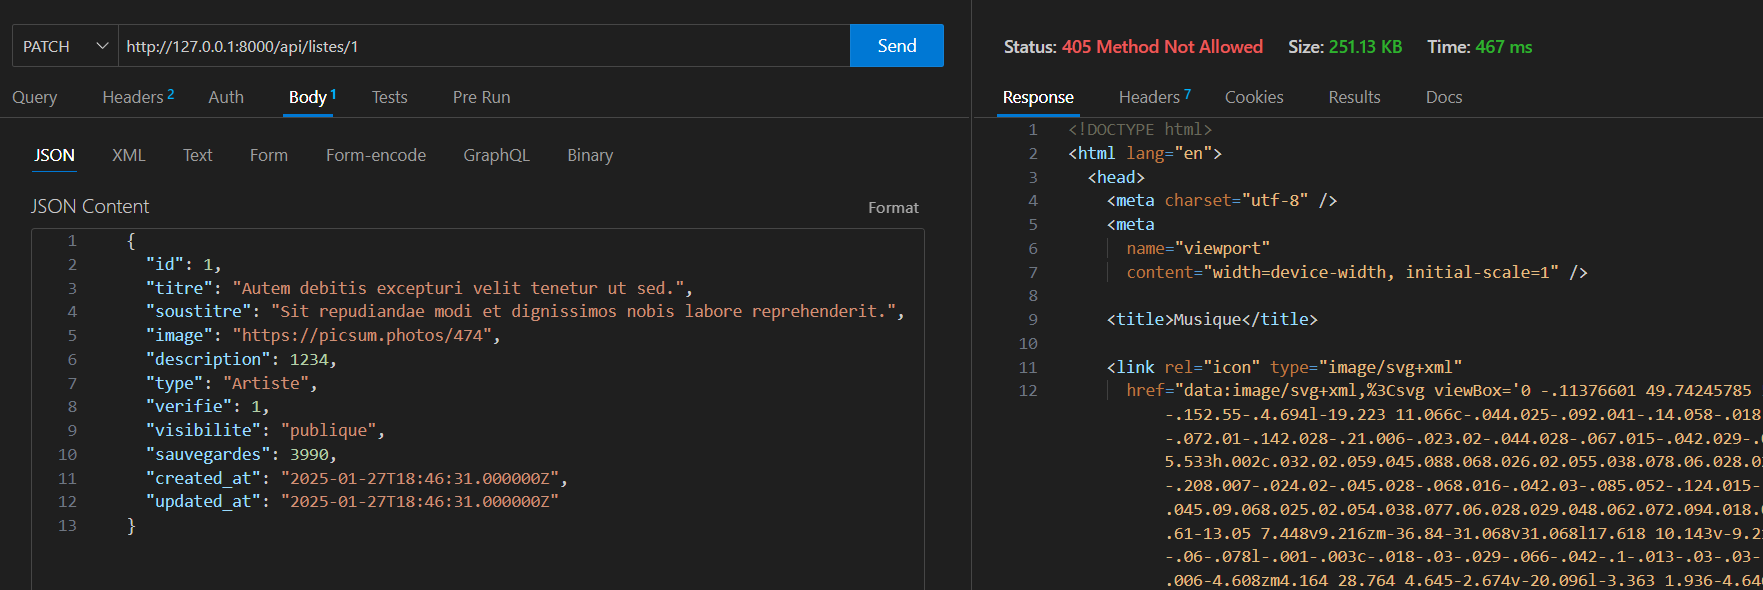 PATCH http://127.0.0.1:8000/api/listes/1 Send
Query Headers 2 Auth Body 1 Tests Pre Run
JSON XML Text Form Form-encode GraphQL Binary
JSON Content Format
1 {
2 "id": 1,
3 "titre": "Autem debitis excepturi velit tenetur ut sed.",
4 "soustitre": "Sit repudiandae modi et dignissimos nobis labore reprehenderit.",
5 "image": "https://picsum.photos/474",
6 "description": 1234,
7 "type": "Artiste",
8 "verifie": 1,
9 "visibilite": "publique",
10 "sauvegardes": 3990,
11 "created_at": "2025-01-27T18:46:31.000000Z",
12 "updated_at": "2025-01-27T18:46:31.000000Z"
13 }
Status: 405 Method Not Allowed Size: 251.13 KB Time: 467 ms
Response Headers 7 Cookies Results Docs
1 <!DOCTYPE html>
2 <html lang="en">
3 <head>
4 <meta charset="utf-8" />
5 <meta
6 name="viewport"
7 content="width=device-width, initial-scale=1" />
8
9 <title>Musique</title>
10
11 <link rel="icon" type="image/svg+xml"
12 href="data:image/svg+xml,%3Csvg viewBox='0 -.11376601 49.74245785
-.152.55-.4.694l-19.223 11.066c-.044.025-.092.041-.14.058-.018
-.072.01-.142.028-.21.006-.023.02-.044.028-.067.015-.042.029-.
5.533h.002c.032.02.059.045.088.068.026.02.055.038.078.06.028.0
-.208.007-.024.02-.045.028-.068.016-.042.03-.085.052-.124.015-
.045.09.068.025.02.054.038.077.06.028.029.048.062.072.094.018.
.61-13.05 7.448v9.216zm-36.84-31.068v31.068l17.618 10.143v-9.2
-.06-.078l-.001-.003c-.018-.03-.029-.066-.042-.1-.013-.03-.03-
.006-4.608zm4.164 28.764 4.645-2.674v-20.096l-3.363 1.936-4.64